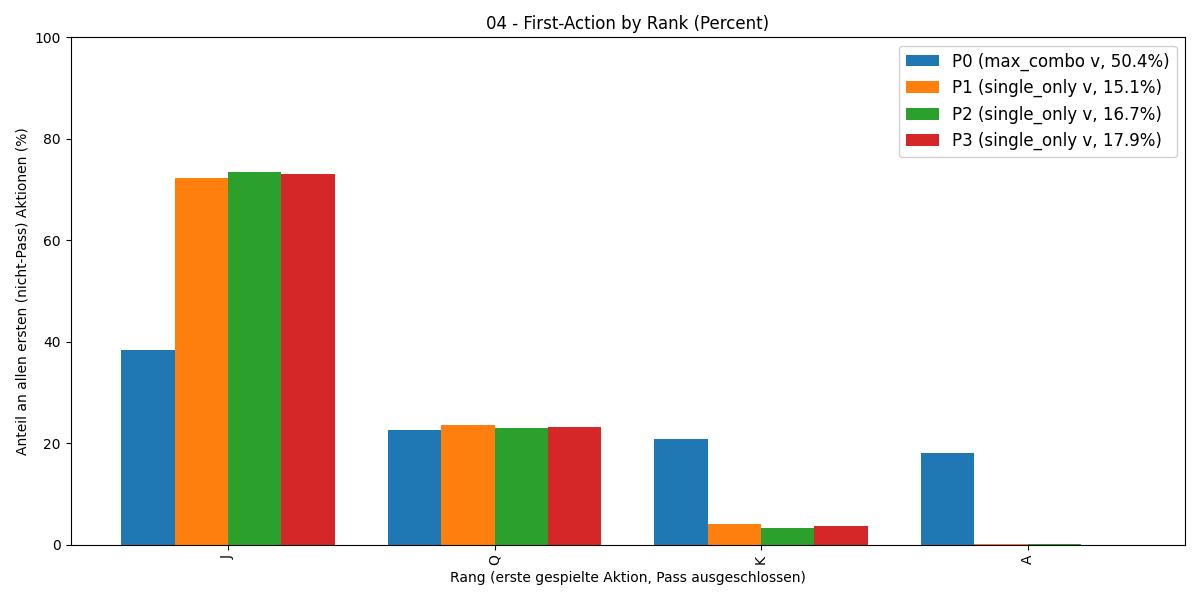 04 - First-Action by Rank (Percent)
P0 (max_combo v, 50.4%)
P1 (single_only v, 15.1%)
P2 (single_only v, 16.7%)
P3 (single_only v, 17.9%)
Anteil an allen ersten (nicht-Pass) Aktionen (%)
100
80
60
40
20
0
J
Q
K
A
Rang (erste gespielte Aktion, Pass ausgeschlossen)